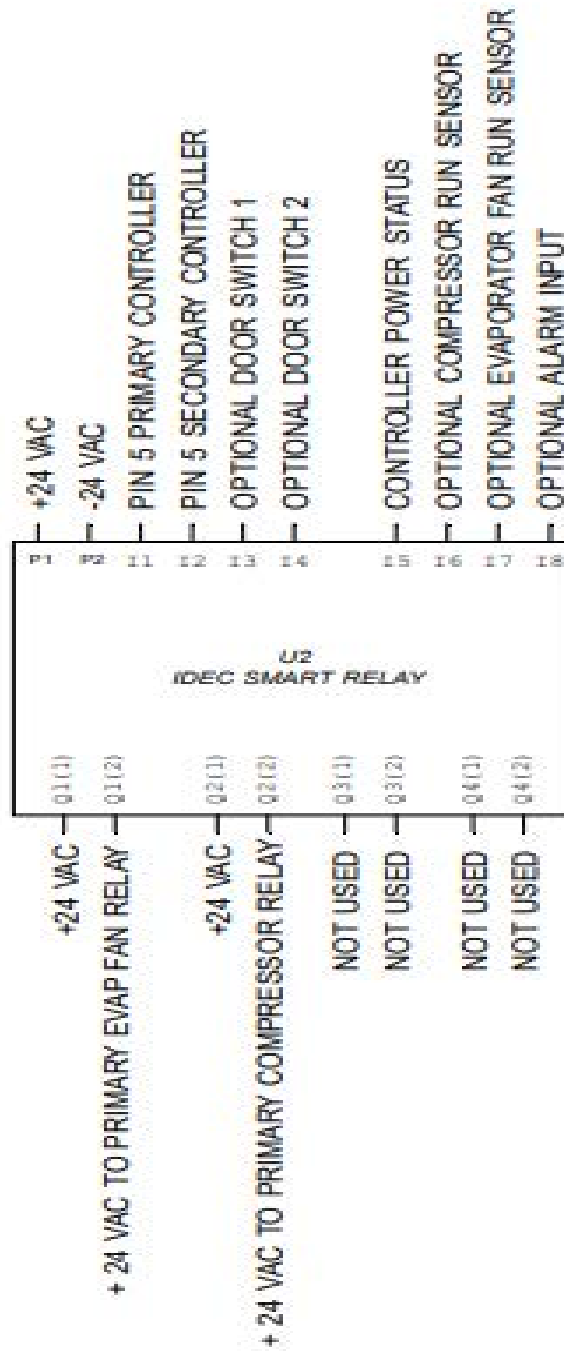 +24 VAC
-24 VAC
PIN 5 PRIMARY CONTROLLER
PIN 5 SECONDARY CONTROLLER
OPTIONAL DOOR SWITCH 1
OPTIONAL DOOR SWITCH 2
CONTROLLER POWER STATUS
OPTIONAL COMPRESSOR RUN SENSOR
OPTIONAL EVAPORATOR FAN RUN SENSOR
OPTIONAL ALARM INPUT
P1
P2
I1
I2
I3
I4
I5
I6
I7
I8
U2
IDEC SMART RELAY
Q1(1)
Q1(2)
Q2(1)
Q2(2)
Q3(1)
Q3(2)
Q4(1)
Q4(2)
+24 VAC
+ 24 VAC TO PRIMARY EVAP FAN RELAY
+24 VAC
+ 24 VAC TO PRIMARY COMPRESSOR RELAY
NOT USED
NOT USED
NOT USED
NOT USED